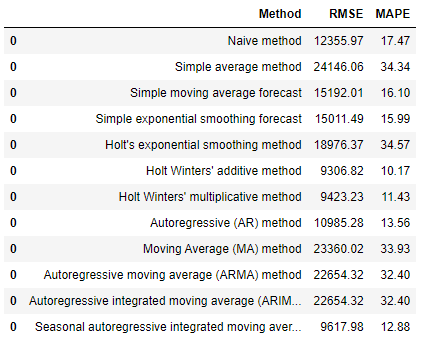 Method RMSE MAPE
0 Naive method 12355.97 17.47
0 Simple average method 24146.06 34.34
0 Simple moving average forecast 15192.01 16.10
0 Simple exponential smoothing forecast 15011.49 15.99
0 Holt's exponential smoothing method 18976.37 34.57
0 Holt Winters' additive method 9306.82 10.17
0 Holt Winters' multiplicative method 9423.23 11.43
0 Autoregressive (AR) method 10985.28 13.56
0 Moving Average (MA) method 23360.02 33.93
0 Autoregressive moving average (ARMA) method 22654.32 32.40
0 Autoregressive integrated moving average (ARIM... 22654.32 32.40
0 Seasonal autoregressive integrated moving aver... 9617.98 12.88